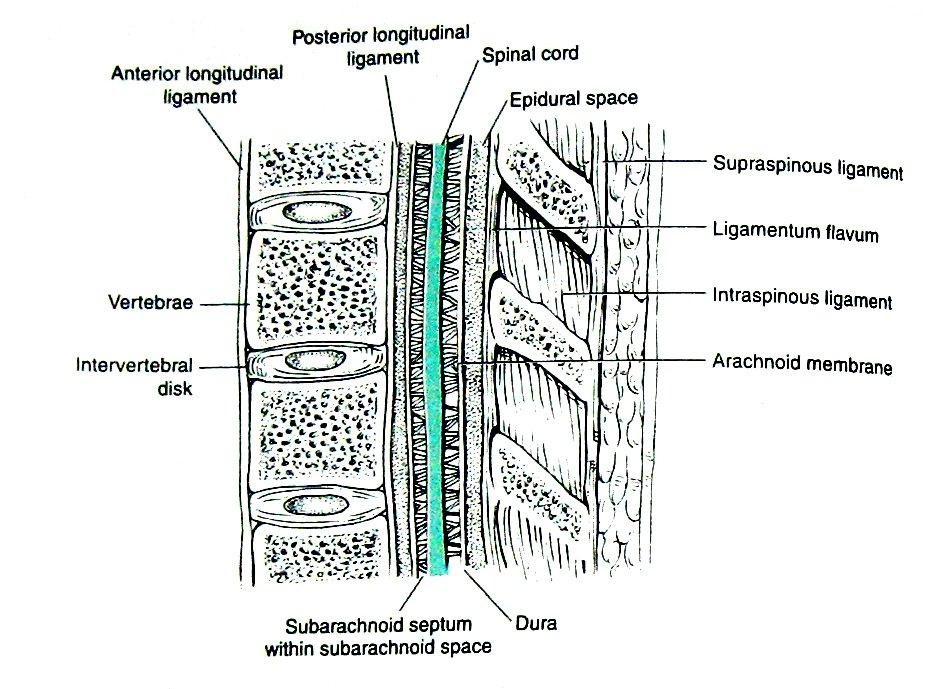 Posterior longitudinal
ligament
Spinal cord
Anterior longitudinal
ligament
Epidural space
Supraspinous ligament
Ligamentum flavum
Vertebrae
Intraspinous ligament
Intervertebral
disk
Arachnoid membrane
Subarachnoid septum
within subarachnoid space
Dura